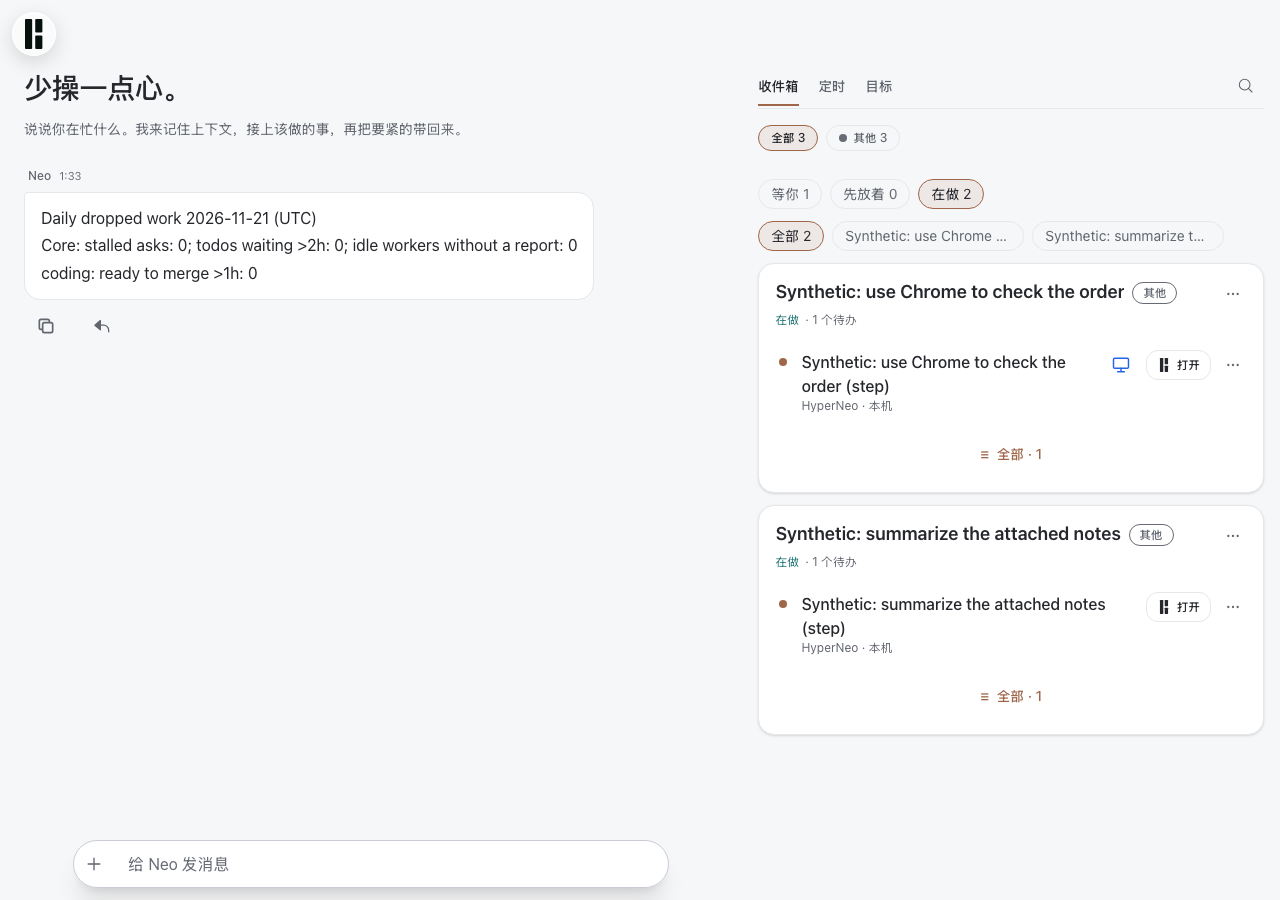 少操一点心。
说说你在忙什么。我来记住上下文，接上该做的事，再把要紧的带回来。
Neo 1:33
Daily dropped work 2026-11-21 (UTC)
Core: stalled asks: 0; todos waiting >2h: 0; idle workers without a report: 0
coding: ready to merge >1h: 0
给 Neo 发消息
收件箱 定时 目标
全部 3 其他 3
等你 1 先放着 0 在做 2
全部 2 Synthetic: use Chrome ... Synthetic: summarize t...
Synthetic: use Chrome to check the order 其他
在做 · 1 个待办
Synthetic: use Chrome to check the
order (step)
打开
HyperNeo · 本机
全部 · 1
Synthetic: summarize the attached notes 其他
在做 · 1 个待办
Synthetic: summarize the attached notes
(step)
打开
HyperNeo · 本机
全部 · 1